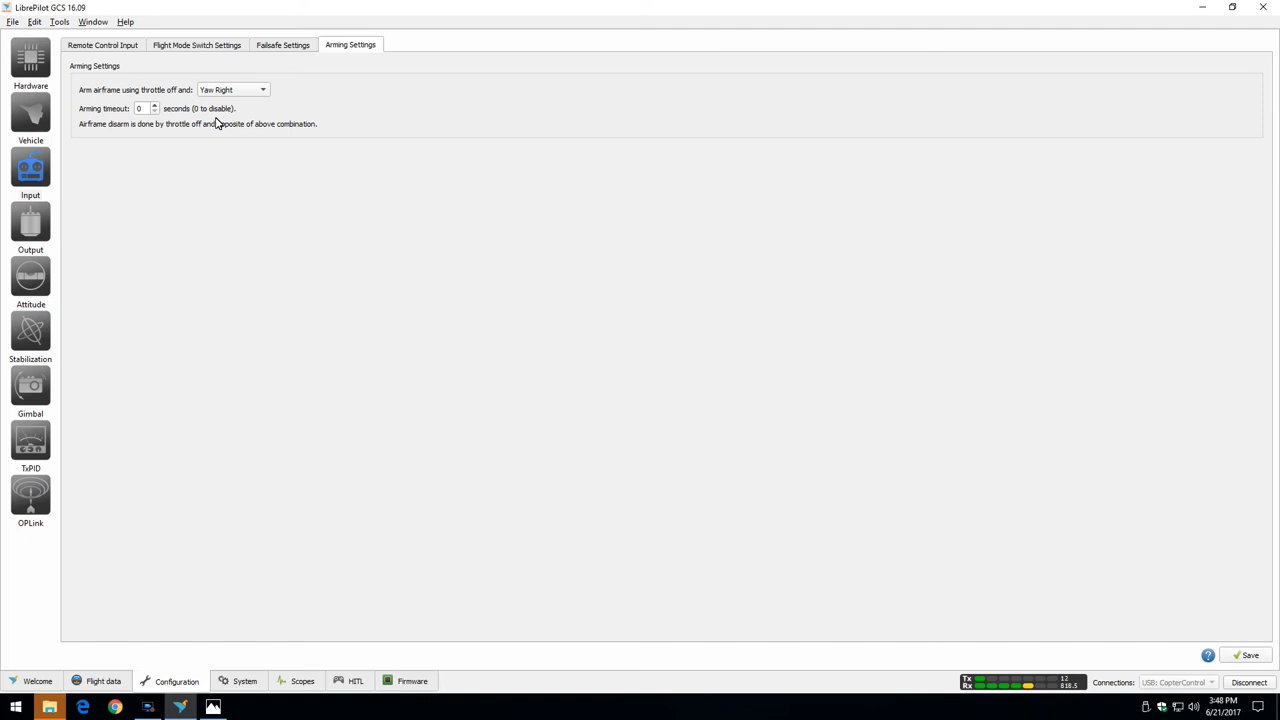 LibrePilot GCS 16.09
File Edit Tools Window Help
Remote Control Input Flight Mode Switch Settings Failsafe Settings Arming Settings
Arming Settings
Arm airframe using throttle off and: Yaw Right
Arming timeout: 0 seconds (0 to disable).
Airframe disarm is done by throttle off and opposite of above combination.
Hardware
Vehicle
Input
Output
Attitude
Stabilization
Gimbal
TxPID
OPLink
Save
Welcome Flight data Configuration System Scopes HITL Firmware
Tx 12
Rx 818.5
Connections: USB: CopterControl Disconnect
3:48 PM
6/21/2017